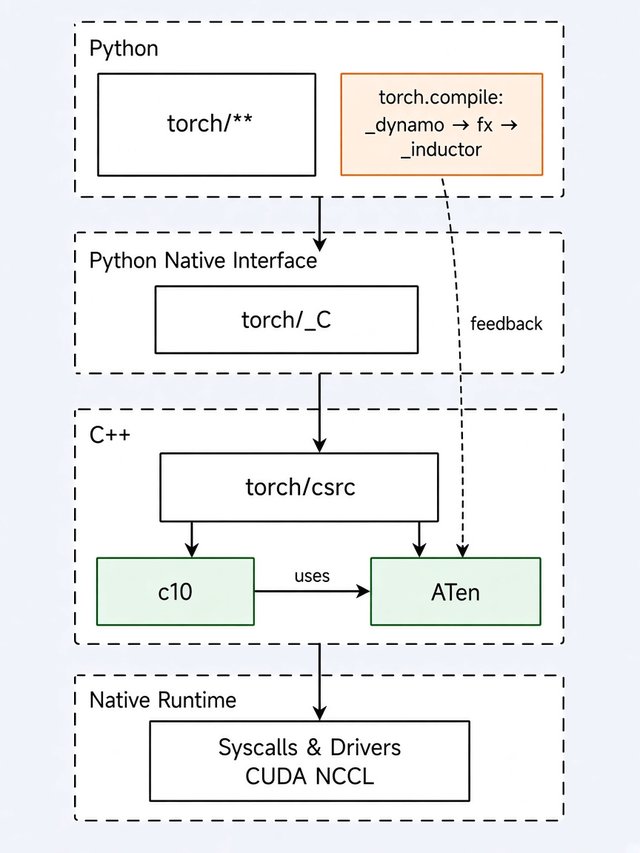 Python
torch/**
torch.compile:
_dynamo → fx →
_inductor
Python Native Interface
torch/_C
feedback
C++
torch/csrc
c10
uses
ATen
Native Runtime
Syscalls & Drivers
CUDA NCCL